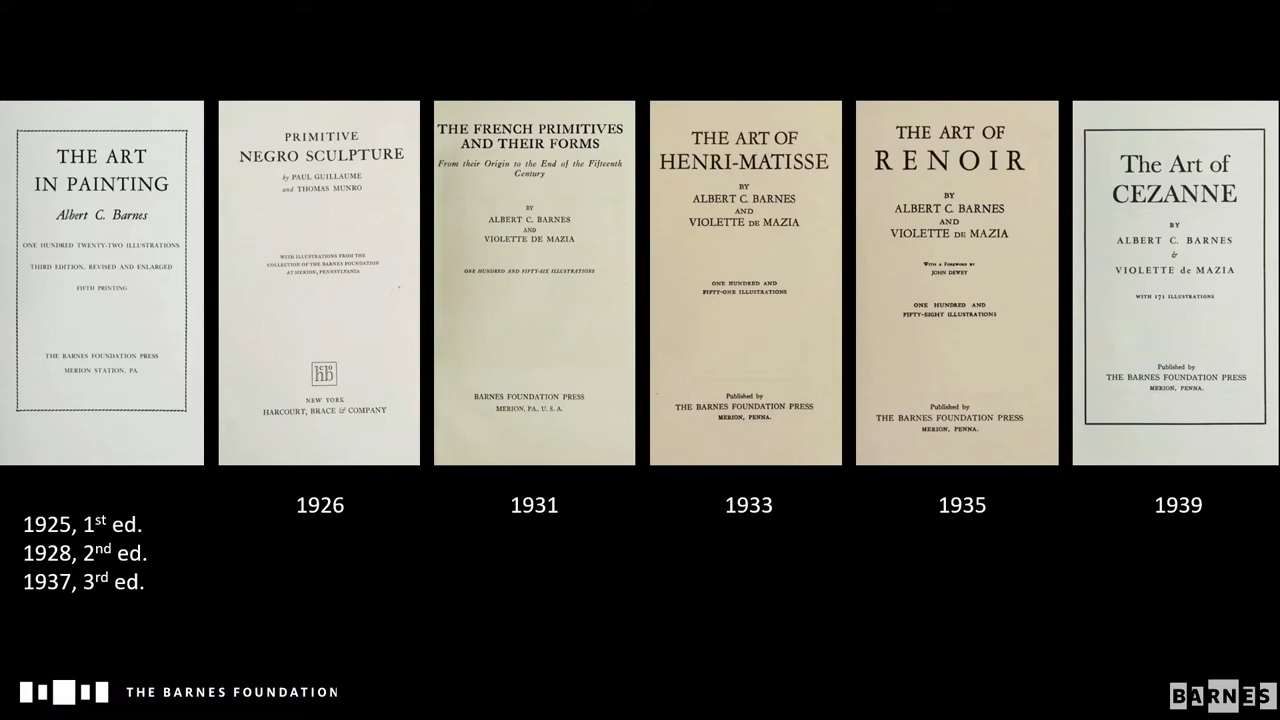 THE ART
IN PAINTING
Albert C. Barnes
ONE HUNDRED TWENTY-TWO ILLUSTRATIONS
THIRD EDITION, REVISED AND ENLARGED
FIFTH PRINTING
THE BARNES FOUNDATION PRESS
MERION STATION, PA.
1925, 1st ed.
1928, 2nd ed.
1937, 3rd ed.
PRIMITIVE
NEGRO SCULPTURE
by PAUL GUILLAUME
and THOMAS MUNRO
WITH ILLUSTRATIONS FROM THE
COLLECTION OF THE BARNES FOUNDATION
AT MERION, PENNSYLVANIA
NEW YORK
HARCOURT, BRACE & COMPANY
1926
THE FRENCH PRIMITIVES
AND THEIR FORMS
From their Origin to the End of the Fifteenth
Century
BY
ALBERT C. BARNES
AND
VIOLETTE DE MAZIA
ONE HUNDRED AND FIFTY-SIX ILLUSTRATIONS
BARNES FOUNDATION PRESS
MERION, PA., U. S. A.
1931
THE ART OF
HENRI-MATISSE
BY
ALBERT C. BARNES
AND
VIOLETTE DE MAZIA
ONE HUNDRED AND
FIFTY-ONE ILLUSTRATIONS
Published by
THE BARNES FOUNDATION PRESS
MERION, PENNA.
1933
THE ART OF
RENOIR
BY
ALBERT C. BARNES
AND
VIOLETTE DE MAZIA
WITH A FOREWORD BY
JOHN DEWEY
ONE HUNDRED AND
FIFTY-EIGHT ILLUSTRATIONS
Published by
THE BARNES FOUNDATION PRESS
MERION, PENNA.
1935
The Art of
CEZANNE
BY
ALBERT C. BARNES
&
VIOLETTE de MAZIA
WITH 171 ILLUSTRATIONS
Published by
THE BARNES FOUNDATION PRESS
MERION, PENNA.
1939
THE BARNES FOUNDATION
BARNES